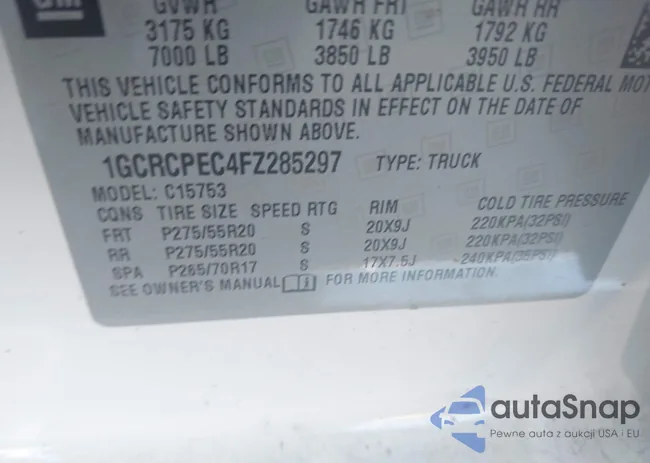 GM
GVWR GAWR FRT GAWR RR
3175 KG 1746 KG 1792 KG
7000 LB 3850 LB 3950 LB
THIS VEHICLE CONFORMS TO ALL APPLICABLE U.S. FEDERAL MOT
VEHICLE SAFETY STANDARDS IN EFFECT ON THE DATE OF
MANUFACTURE SHOWN ABOVE.
1GCRCPEC4FZ285297 TYPE: TRUCK
MODEL: C15753
CONS TIRE SIZE SPEED RTG RIM COLD TIRE PRESSURE
FRT P275/55R20 S 20X9J 220KPA(32PSI)
RR P275/55R20 S 20X9J 220KPA(32PSI)
SPA P265/70R17 S 17X7.5J 240KPA(35PSI)
SEE OWNER'S MANUAL FOR MORE INFORMATION.
autaSnap
Pewne auta z aukcji USA i EU